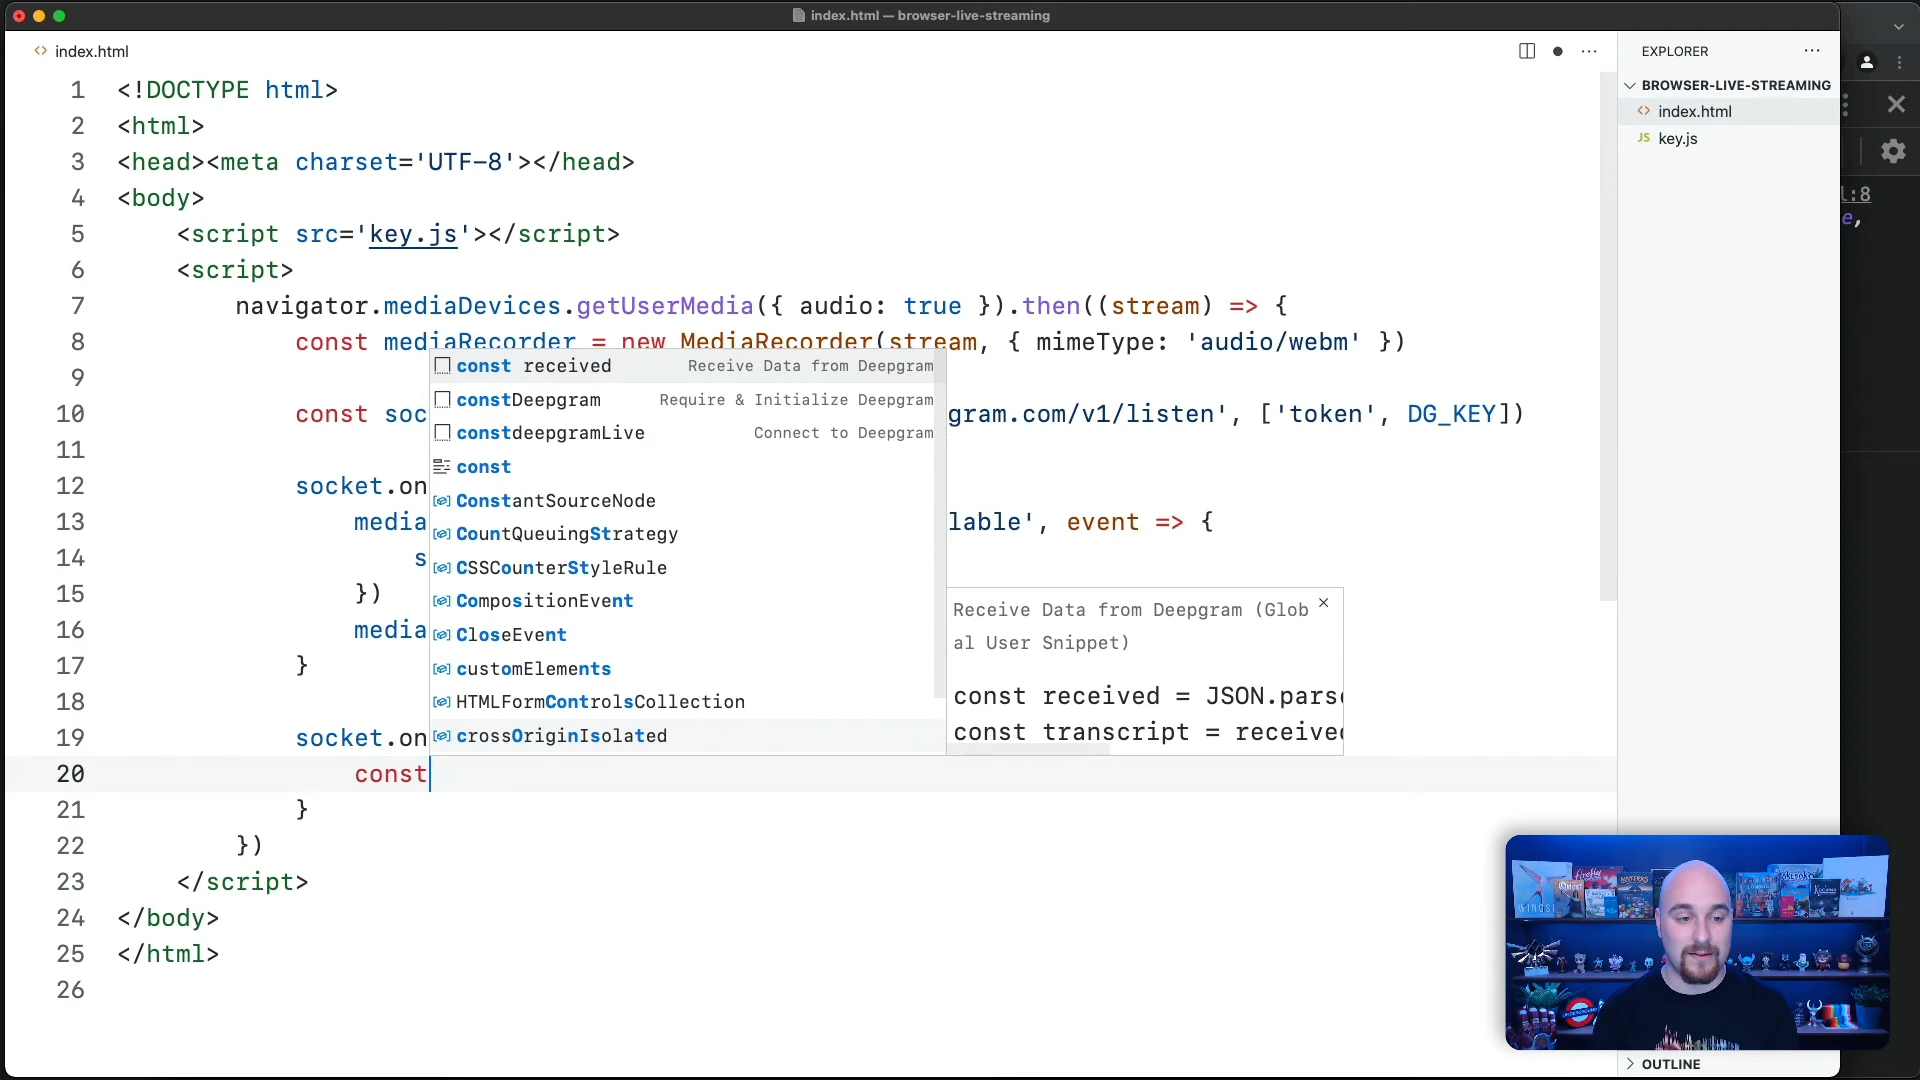 index.html — browser-live-streaming
index.html
EXPLORER
BROWSER-LIVE-STREAMING
index.html
JS key.js
l:8
e,
1 <!DOCTYPE html>
2 <html>
3 <head><meta charset='UTF-8'></head>
4 <body>
5 <script src='key.js'></script>
6 <script>
7 navigator.mediaDevices.getUserMedia({ audio: true }).then((stream) => {
8 const mediaRecorder = new MediaRecorder(stream, { mimeType: 'audio/webm' })
9
10 const soc gram.com/v1/listen', ['token', DG_KEY])
11
12 socket.on
13 media lable', event => {
14 s
15 })
16 media
17 }
18
19 socket.on
20 const
21 }
22 })
23 </script>
24 </body>
25 </html>
26
const received Receive Data from Deepgram
constDeepgram Require & Initialize Deepgram
constdeepgramLive Connect to Deepgram
const
ConstantSourceNode
CountQueuingStrategy
CSSCounterStyleRule
CompositionEvent
CloseEvent
customElements
HTMLFormControlsCollection
crossOriginIsolated
Receive Data from Deepgram (Glob
al User Snippet)
const received = JSON.pars
const transcript = receive
WINGS
firefly
Quest
UNDERGROUND
OUTLINE